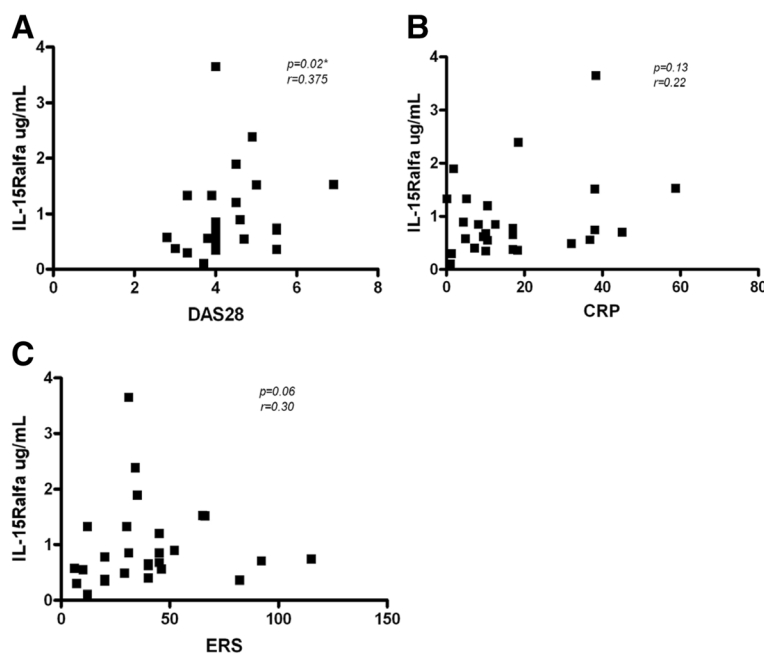 A
IL-15Ralfa ug/mL
4
3
2
1
0
p=0.02*
r=0.375
0 2 4 6 8
DAS28
B
IL-15Ralfa ug/mL
4
3
2
1
0
p=0.13
r=0.22
0 20 40 60 80
CRP
C
IL-15Ralfa ug/mL
4
3
2
1
0
p=0.06
r=0.30
0 50 100 150
ERS